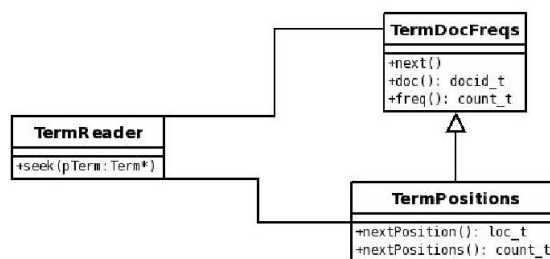 TermDocFreqs
+next()
+doc(): docid_t
+freq(): count_t
TermReader
+seek(pTerm:Term*)
TermPositions
+nextPosition(): loc_t
+nextPositions(): count_t